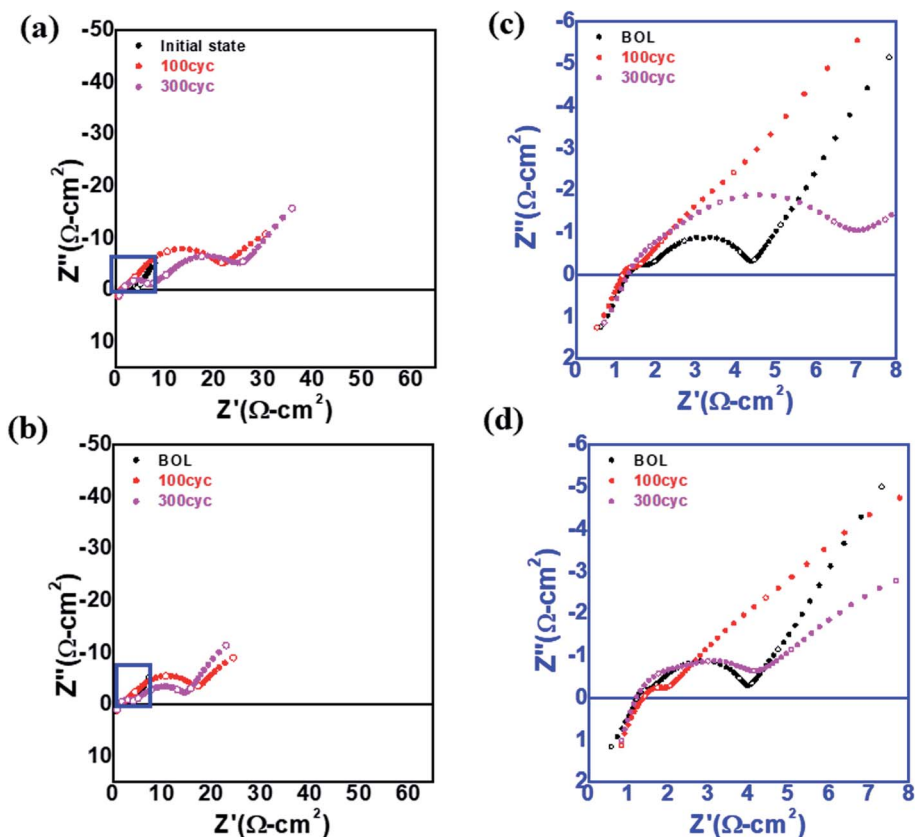 (a)
-50
-40
-30
-20
-10
0
10
Z''(Ω-cm²)
Initial state
100cyc
300cyc
0 10 20 30 40 50 60
Z'(Ω-cm²)
(c)
-6
-5
-4
-3
-2
-1
0
1
2
Z''(Ω-cm²)
BOL
100cyc
300cyc
0 1 2 3 4 5 6 7 8
Z'(Ω-cm²)
(b)
-50
-40
-30
-20
-10
0
10
Z''(Ω-cm²)
BOL
100cyc
300cyc
0 10 20 30 40 50 60
Z'(Ω-cm²)
(d)
-6
-5
-4
-3
-2
-1
0
1
2
Z''(Ω-cm²)
BOL
100cyc
300cyc
0 1 2 3 4 5 6 7 8
Z'(Ω-cm²)